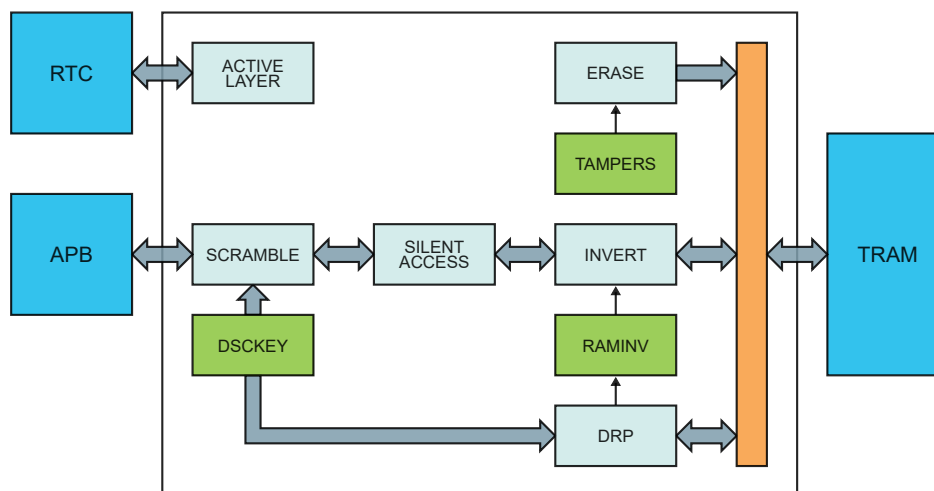 RTC
ACTIVE
LAYER
ERASE
TAMPERS
APB
SCRAMBLE
SILENT
ACCESS
INVERT
TRAM
DSCKEY
RAMINV
DRP